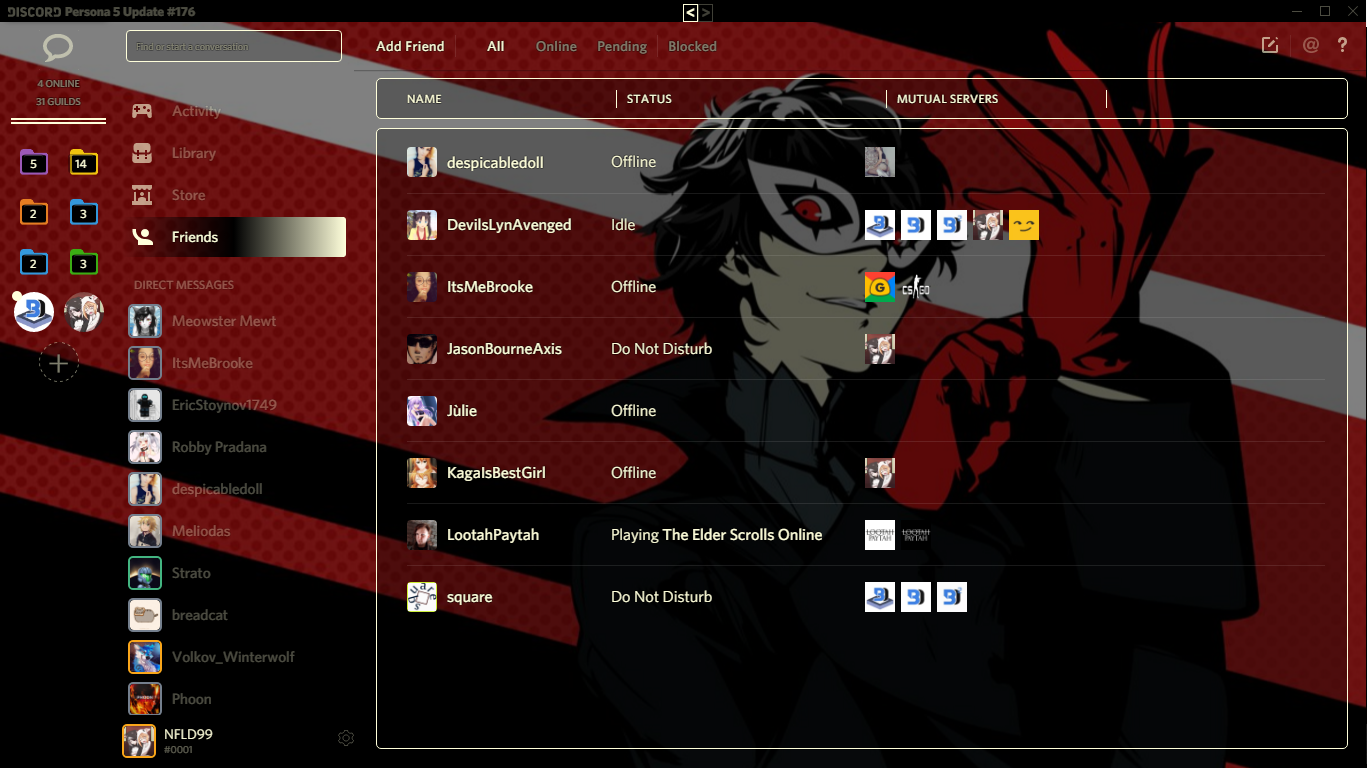 DISCORD Persona 5 Update #176
< >
Find or start a conversation
Add Friend All Online Pending Blocked
@ ?
4 ONLINE
31 GUILDS
NAME STATUS MUTUAL SERVERS
Activity
Library
Store
Friends
5 14
2 3
2 3
DIRECT MESSAGES
Meowster Mewt
ItsMeBrooke
EricStoynov1749
Robby Pradana
despicabledoll
Meliodas
Strato
breadcat
Volkov_Winterwolf
Phoon
NFLD99
#0001
despicabledoll Offline
DevilsLynAvenged Idle
ItsMeBrooke Offline G CS GO
JasonBourneAxis Do Not Disturb
Jùlie Offline
KagaIsBestGirl Offline
LootahPaytah Playing The Elder Scrolls Online LOOTAH PAYTAH LOOTAH PAYTAH
square Do Not Disturb